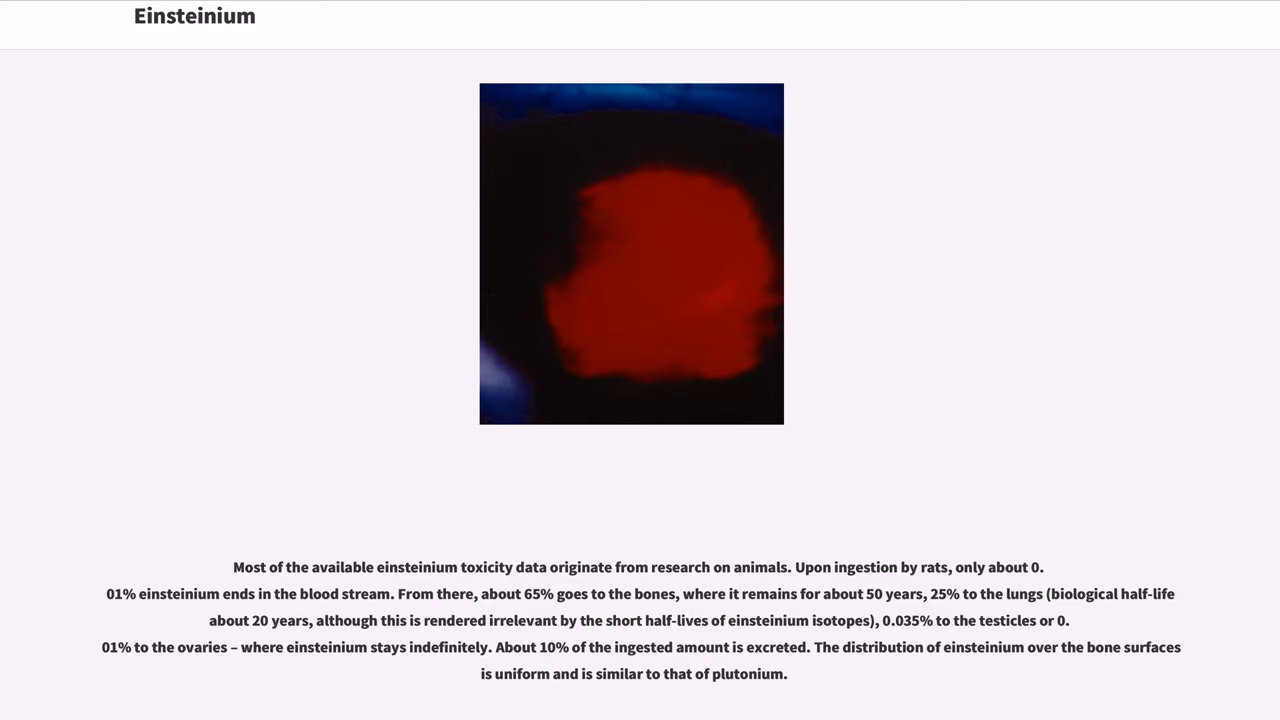 Einsteinium
Most of the available einsteinium toxicity data originate from research on animals. Upon ingestion by rats, only about 0.
01% einsteinium ends in the blood stream. From there, about 65% goes to the bones, where it remains for about 50 years, 25% to the lungs (biological half-life
about 20 years, although this is rendered irrelevant by the short half-lives of einsteinium isotopes), 0.035% to the testicles or 0.
01% to the ovaries – where einsteinium stays indefinitely. About 10% of the ingested amount is excreted. The distribution of einsteinium over the bone surfaces
is uniform and is similar to that of plutonium.